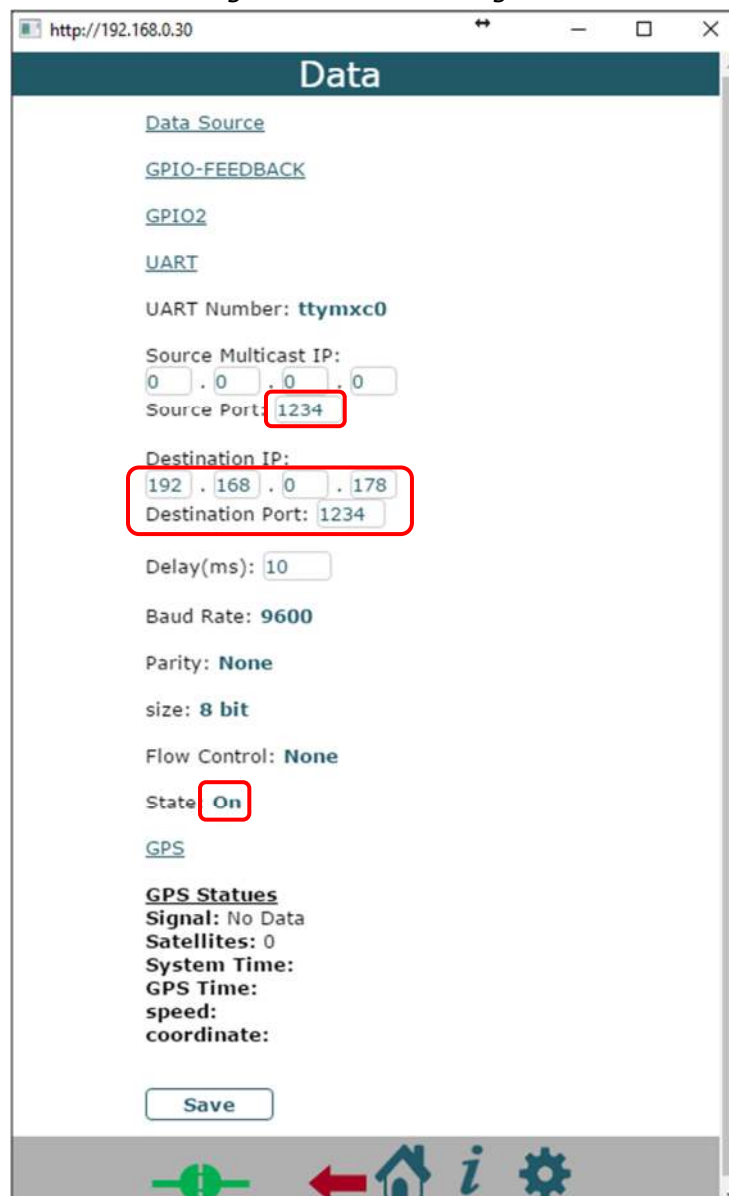 http://192.168.0.30
Data
Data Source
GPIO-FEEDBACK
GPIO2
UART
UART Number: ttymxc0
Source Multicast IP:
0 . 0 . 0 . 0
Source Port: 1234
Destination IP:
192 . 168 . 0 . 178
Destination Port: 1234
Delay(ms): 10
Baud Rate: 9600
Parity: None
size: 8 bit
Flow Control: None
State: On
GPS
GPS Statues
Signal: No Data
Satellites: 0
System Time:
GPS Time:
speed:
coordinate:
Save
i